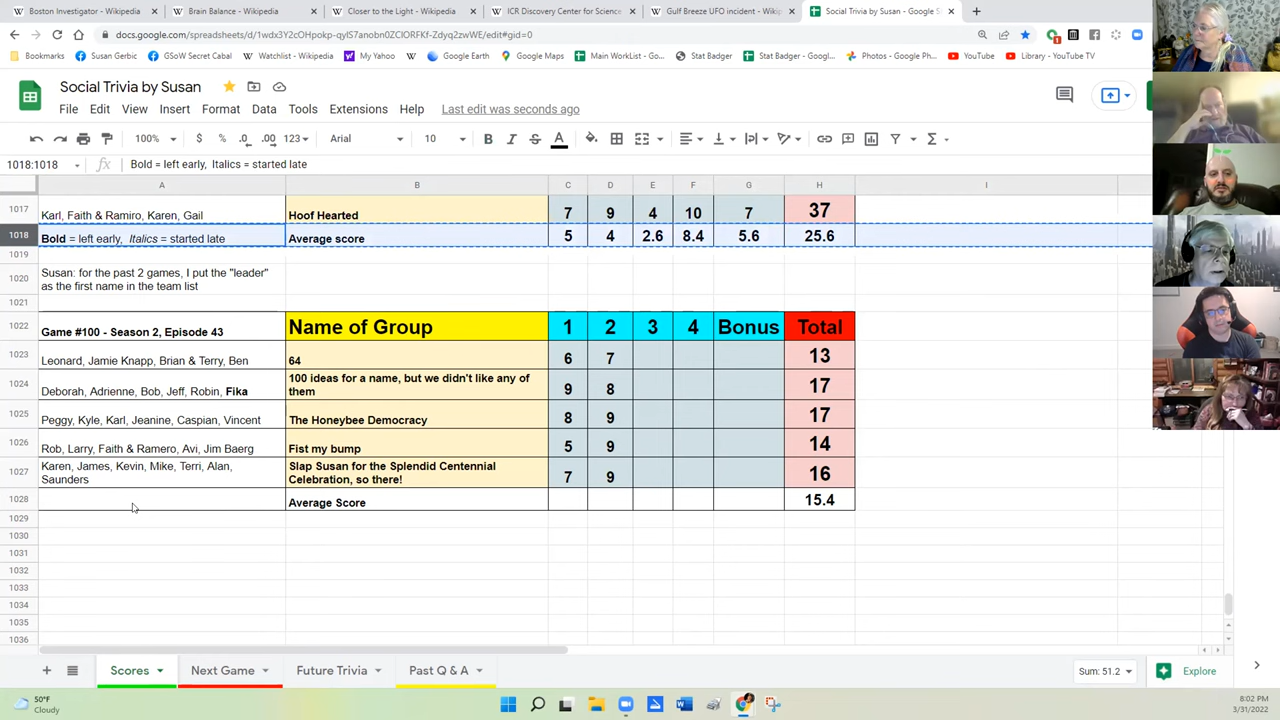 Boston Investigator - Wikipedia
Brain Balance - Wikipedia
Closer to the Light - Wikipedia
ICR Discovery Center for Science
Gulf Breeze UFO incident - Wikip
Social Trivia by Susan - Google S
docs.google.com/spreadsheets/d/1wdx3Y2cOHpokp-qyIS7anobn0ZCIORFKf-Zdyq2zwWE/edit#gid=0
Bookmarks
Susan Gerbic
GSoW Secret Cabal
Watchlist - Wikipedia
My Yahoo
Google Earth
Google Maps
Main WorkList - Go...
Stat Badger
Stat Badger - Googl...
Photos - Google Ph...
YouTube
Library - YouTube
Social Trivia by Susan
File Edit View Insert Format Data Tools Extensions Help Last edit was seconds ago
100% $ % .0 .00 123 Arial 10 B I S A
1018:1018 fx Bold = left early, Italics = started late
A B C D E F G H I
1017 Karl, Faith & Ramiro, Karen, Gail Hoof Hearted 7 9 4 10 7 37
1018 Bold = left early, Italics = started late Average score 5 4 2.6 8.4 5.6 25.6
1019
1020 Susan: for the past 2 games, I put the "leader"
as the first name in the team list
1021
1022 Game #100 - Season 2, Episode 43 Name of Group 1 2 3 4 Bonus Total
1023 Leonard, Jamie Knapp, Brian & Terry, Ben 64 6 7 13
1024 Deborah, Adrienne, Bob, Jeff, Robin, Fika 100 ideas for a name, but we didn't like any of
them 9 8 17
1025 Peggy, Kyle, Karl, Jeanine, Caspian, Vincent The Honeybee Democracy 8 9 17
1026 Rob, Larry, Faith & Ramero, Avi, Jim Baerg Fist my bump 5 9 14
1027 Karen, James, Kevin, Mike, Terri, Alan,
Saunders Slap Susan for the Splendid Centennial
Celebration, so there! 7 9 16
1028 Average Score 15.4
1029
1030
1031
1032
1033
1034
1035
1036
Scores Next Game Future Trivia Past Q & A Sum: 51.2 Explore
50°F
Cloudy
8:02 PM
3/31/2022